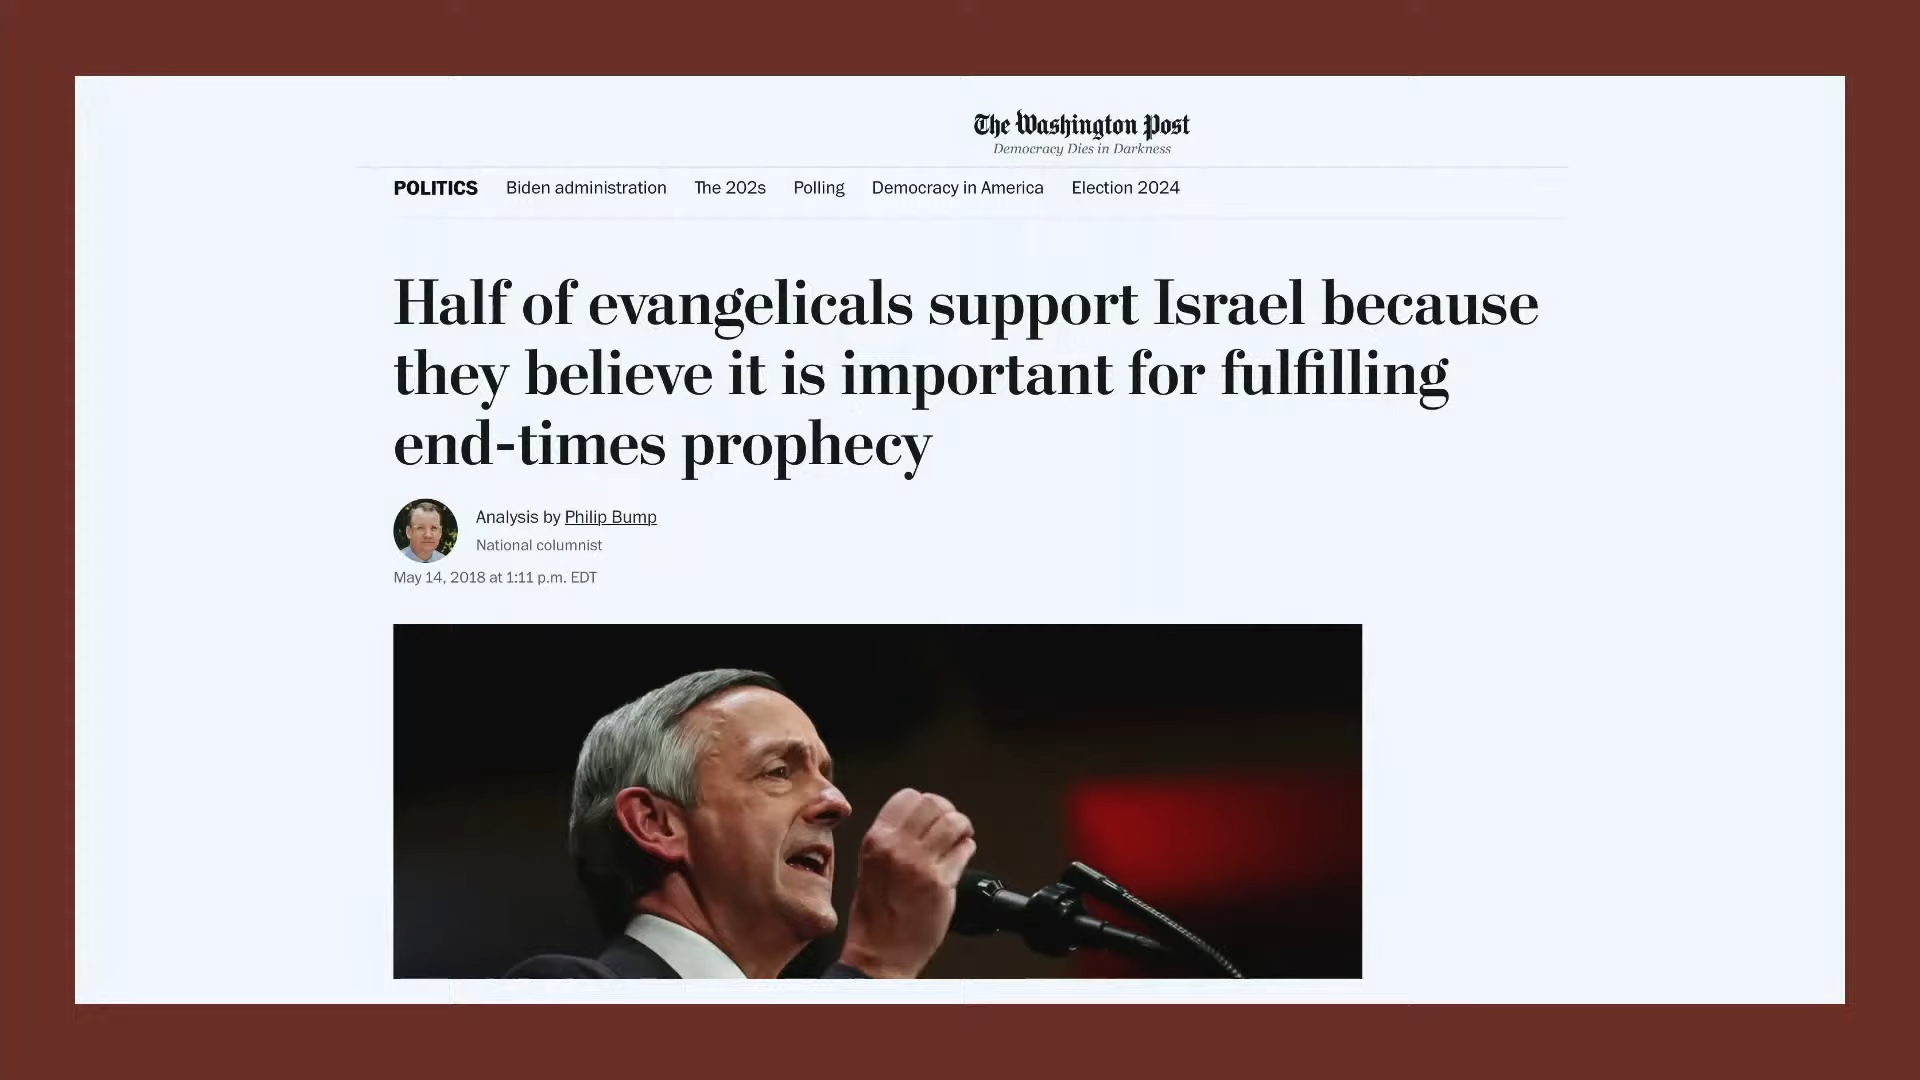 The Washington Post
Democracy Dies in Darkness
POLITICS Biden administration The 202s Polling Democracy in America Election 2024
Half of evangelicals support Israel because
they believe it is important for fulfilling
end-times prophecy
Analysis by Philip Bump
National columnist
May 14, 2018 at 1:11 p.m. EDT